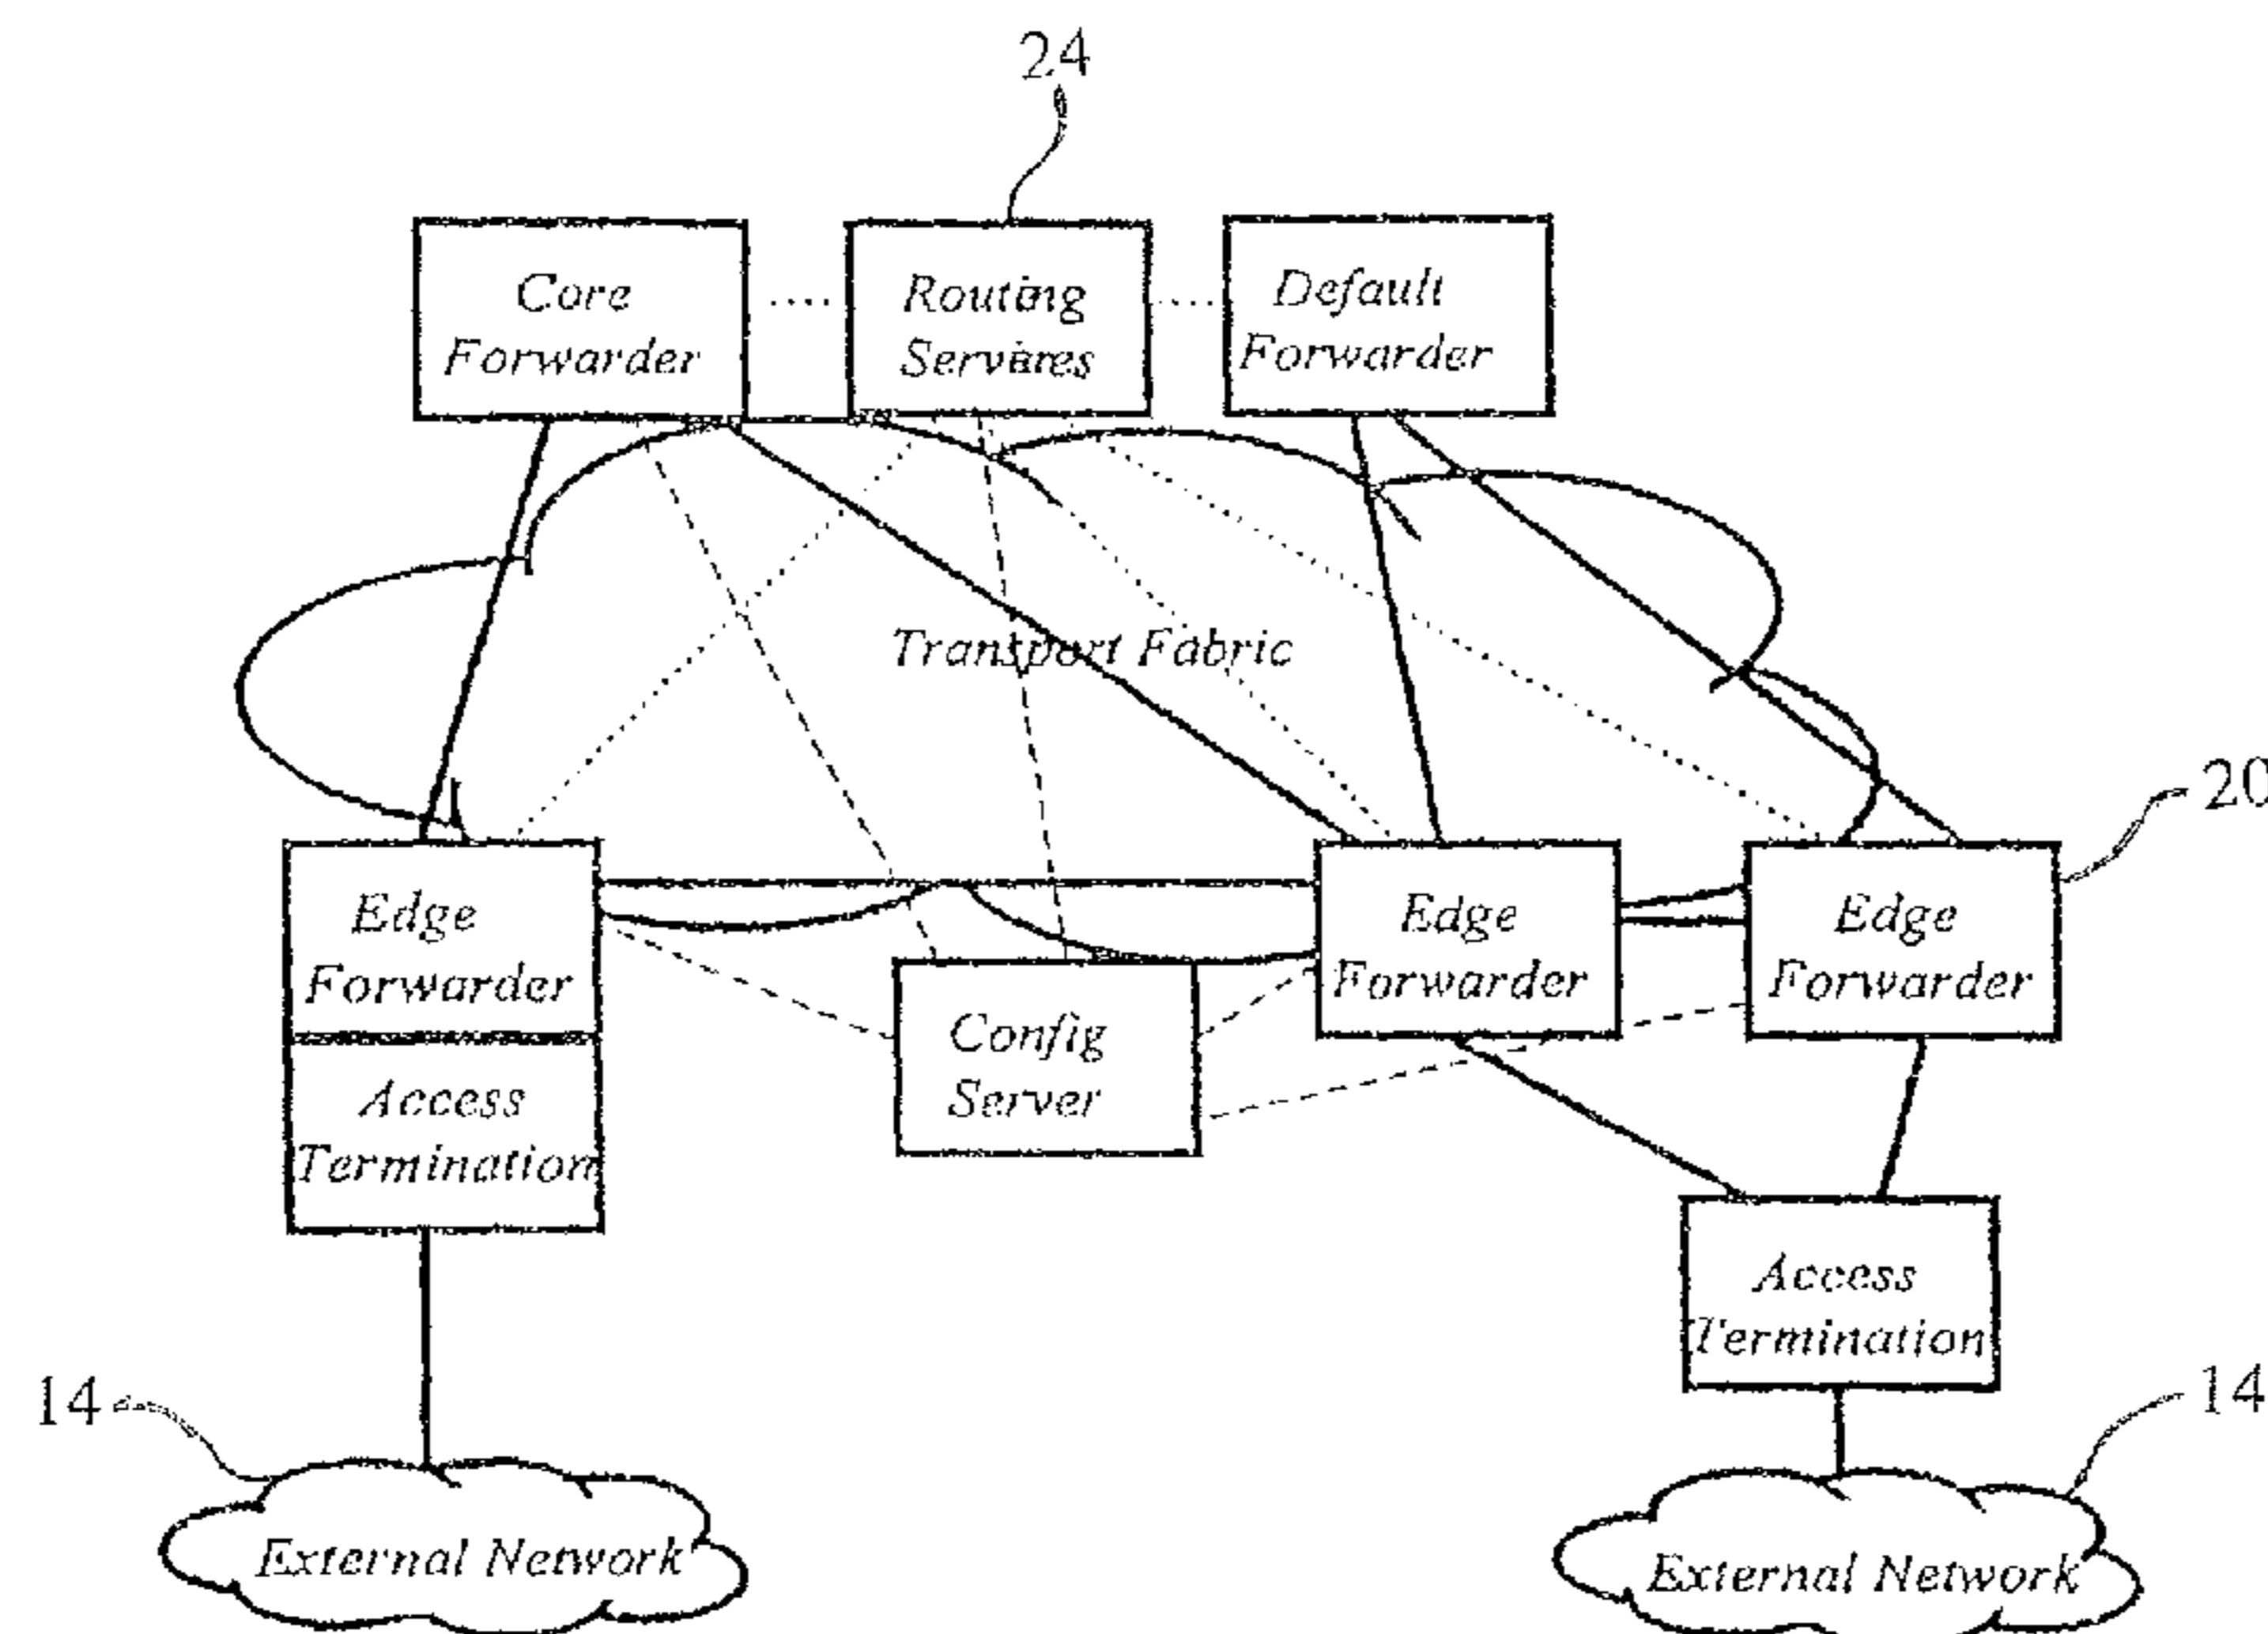 24
Core
Forwarder
Routing
Services
Default
Forwarder
Transport Fabric
20
Edge
Forwarder
Edge
Forwarder
Edge
Forwarder
Config
Server
Access
Termination
Access
Termination
14
14
External Network
External Network